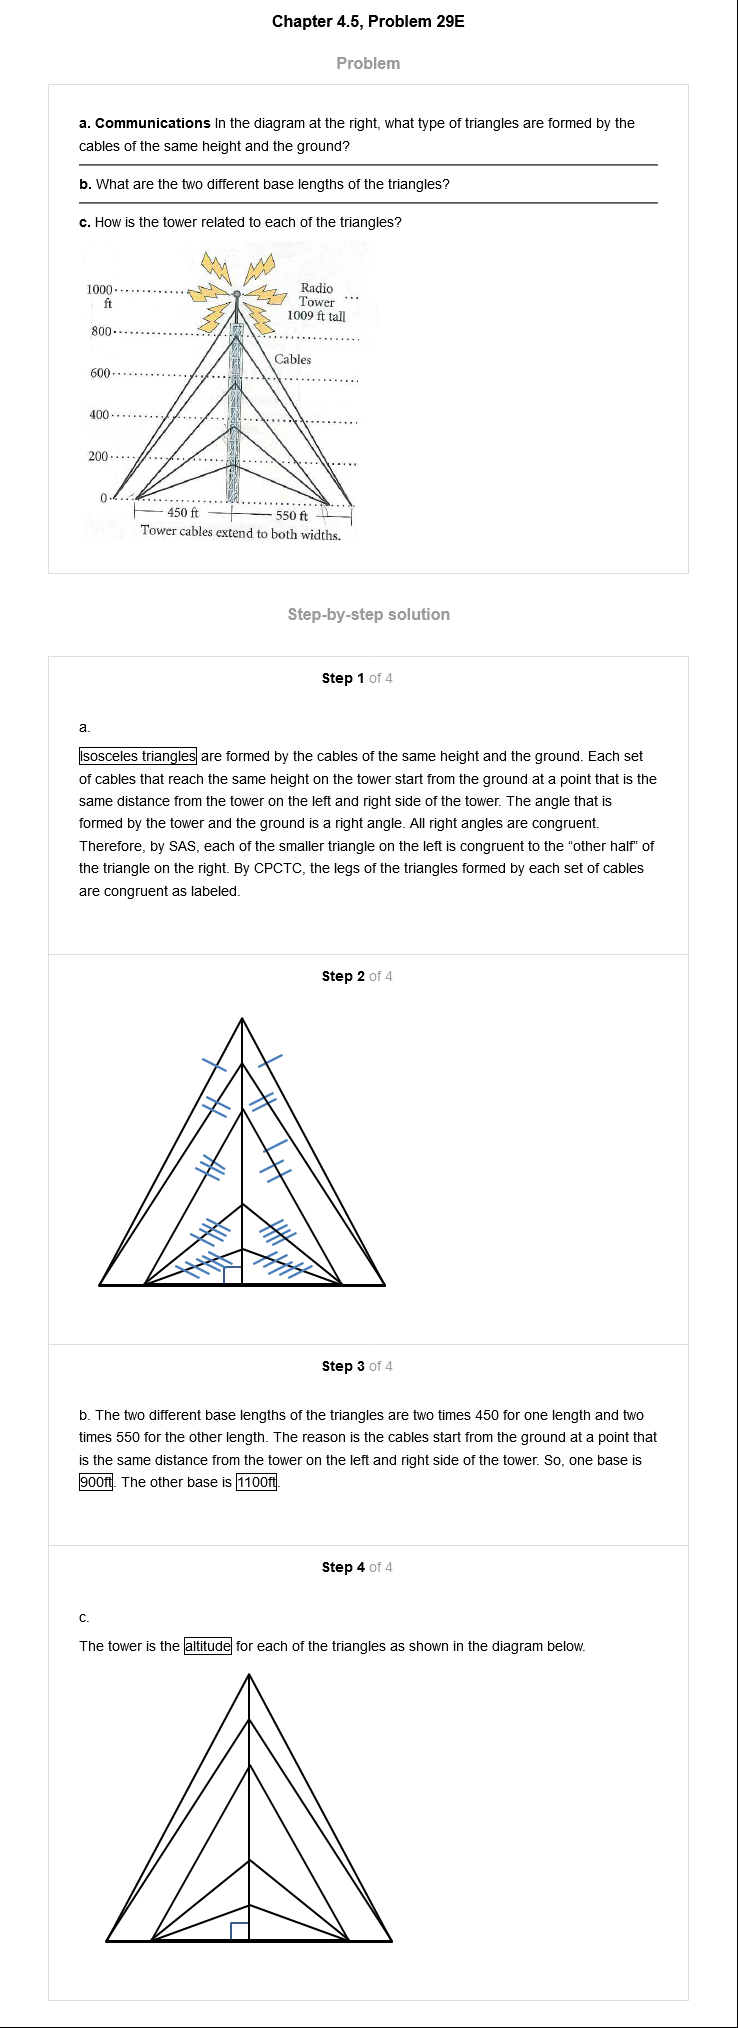 Chapter 4.5, Problem 29E
Problem
a. Communications In the diagram at the right, what type of triangles are formed by the
cables of the same height and the ground?
b. What are the two different base lengths of the triangles?
c. How is the tower related to each of the triangles?
1000
ft
800
600
400
200
0
Radio
Tower
1009 ft tall
Cables
450 ft
550 ft
Tower cables extend to both widths.
Step-by-step solution
Step 1 of 4
a.
Isosceles triangles are formed by the cables of the same height and the ground. Each set
of cables that reach the same height on the tower start from the ground at a point that is the
same distance from the tower on the left and right side of the tower. The angle that is
formed by the tower and the ground is a right angle. All right angles are congruent.
Therefore, by SAS, each of the smaller triangle on the left is congruent to the “other half” of
the triangle on the right. By CPCTC, the legs of the triangles formed by each set of cables
are congruent as labeled.
Step 2 of 4
Step 3 of 4
b. The two different base lengths of the triangles are two times 450 for one length and two
times 550 for the other length. The reason is the cables start from the ground at a point that
is the same distance from the tower on the left and right side of the tower. So, one base is
900ft. The other base is 1100ft.
Step 4 of 4
c.
The tower is the altitude for each of the triangles as shown in the diagram below.